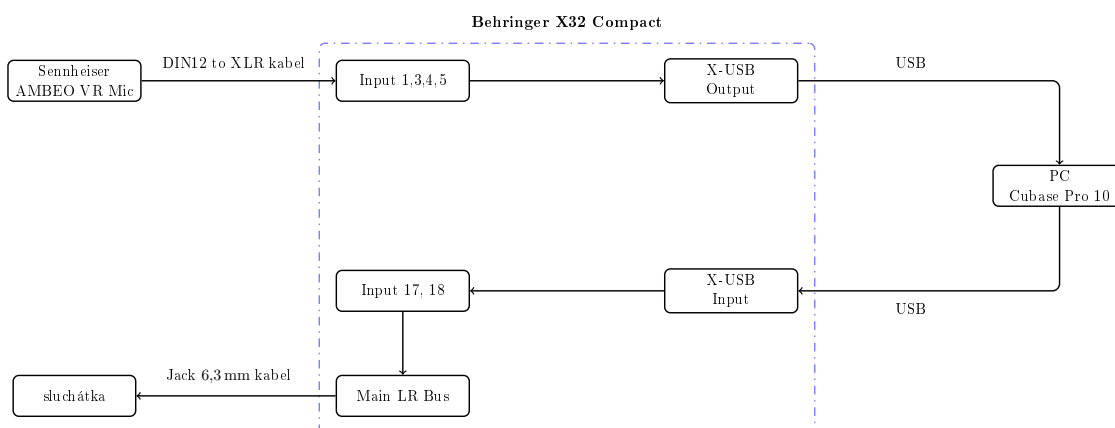 Behringer X32 Compact
Sennheiser
AMBEO VR Mic
DIN12 to XLR kabel
Input 1,3,4,5
X-USB
Output
USB
PC
Cubase Pro 10
USB
X-USB
Input
Input 17, 18
Main LR Bus
Jack 6,3 mm kabel
sluchátka